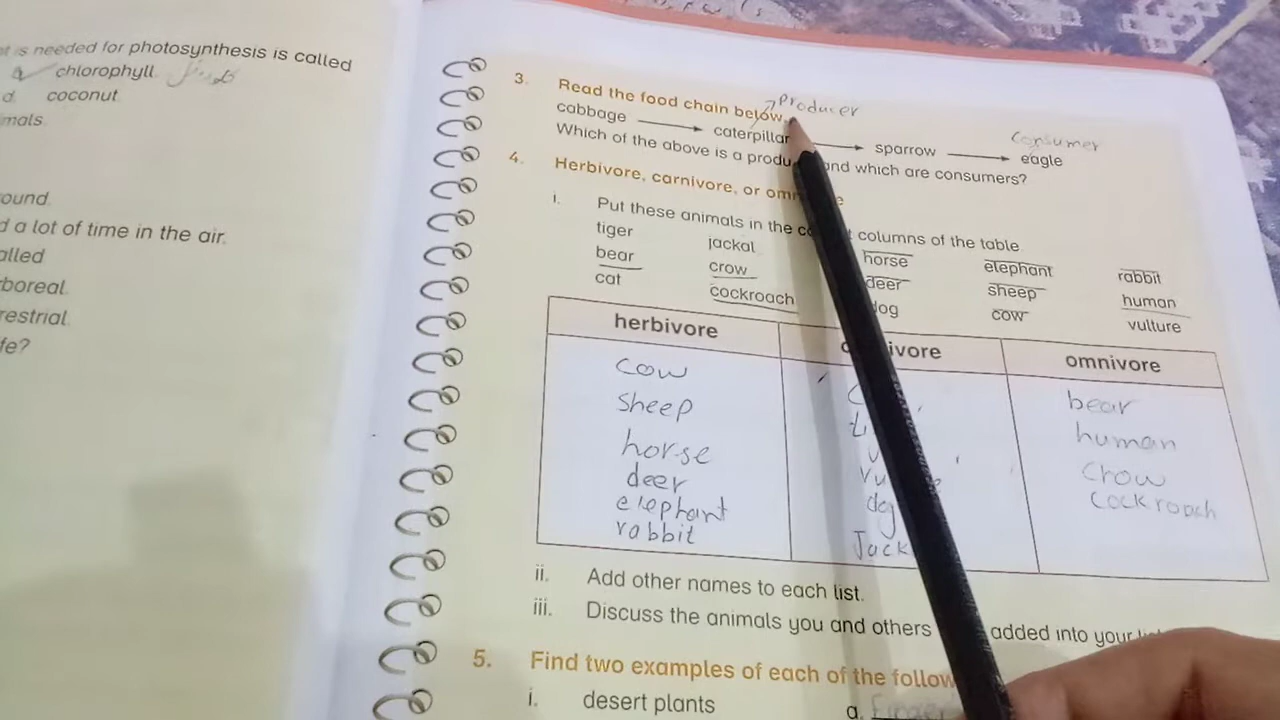 is needed for photosynthesis is called
chlorophyll
d. coconut
mals.
ound.
d a lot of time in the air.
alled
rboreal.
restrial.
fe?
3. Read the food chain below.
Producer
cabbage → caterpillar → sparrow → eagle
Consumer
Which of the above is a produ and which are consumers?
4. Herbivore, carnivore, or omn e
i. Put these animals in the co t columns of the table
tiger jackal horse elephant rabbit
bear crow deer sheep human
cat cockroach dog cow vulture
herbivore c ivore omnivore
cow bear
sheep human
horse crow
deer cockroach
elephant dog
rabbit Jack
ii. Add other names to each list.
iii. Discuss the animals you and others added into your
5. Find two examples of each of the follow
i. desert plants a.